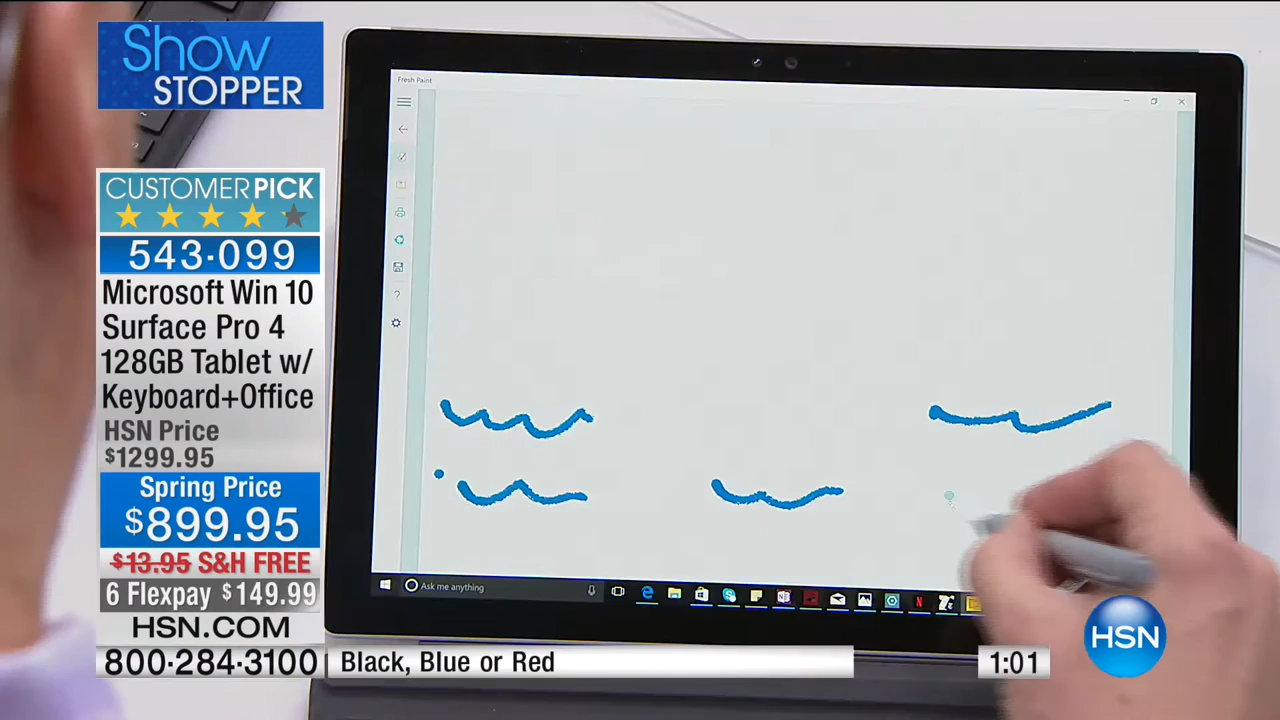 Show
STOPPER
CUSTOMER PICK
543-099
Microsoft Win 10
Surface Pro 4
128GB Tablet w/
Keyboard+Office
HSN Price
$1299.95
Spring Price
$899.95
$13.95 S&H FREE
6 Flexpay $149.99
HSN.COM
800-284-3100
Black, Blue or Red
1:01
HSN
Fresh Paint
?
Ask me anything